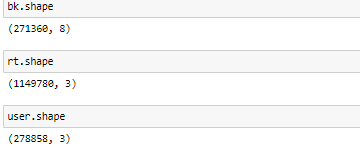 bk.shape
(271360, 8)
rt.shape
(1149780, 3)
user.shape
(278858, 3)